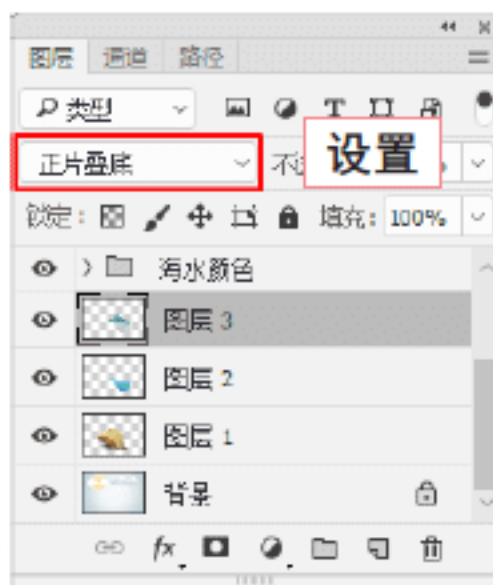 图层 通道 路径
类型
正片叠底 不 设置
锁定: 填充: 100%
海水颜色
图层 3
图层 2
图层 1
背景
fx